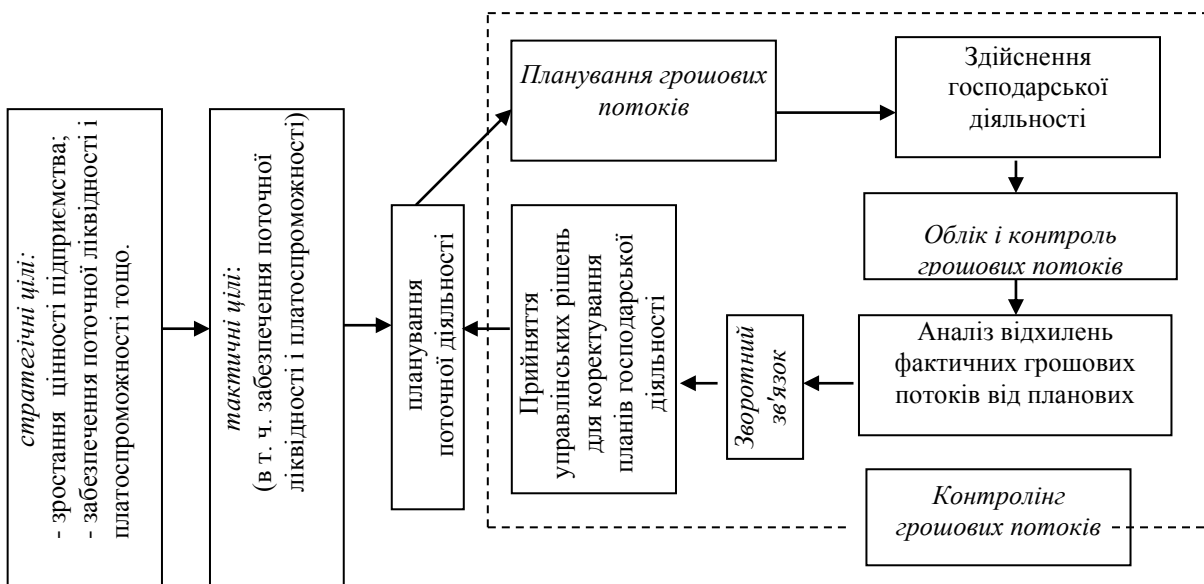 стратегічні цілі:
- зростання цінності підприємства;
- забезпечення поточної ліквідності і
платоспроможності тощо.
тактичні цілі:
(в т. ч. забезпечення поточної
ліквідності і платоспроможності)
планування
поточної діяльності
Планування грошових
потоків
Здійснення
господарської
діяльності
Облік і контроль
грошових потоків
Аналіз відхилень
фактичних грошових
потоків від планових
Зворотний
зв'язок
Прийняття
управлінських рішень
для коректування
планів господарської
діяльності
Контролінг
грошових потоків